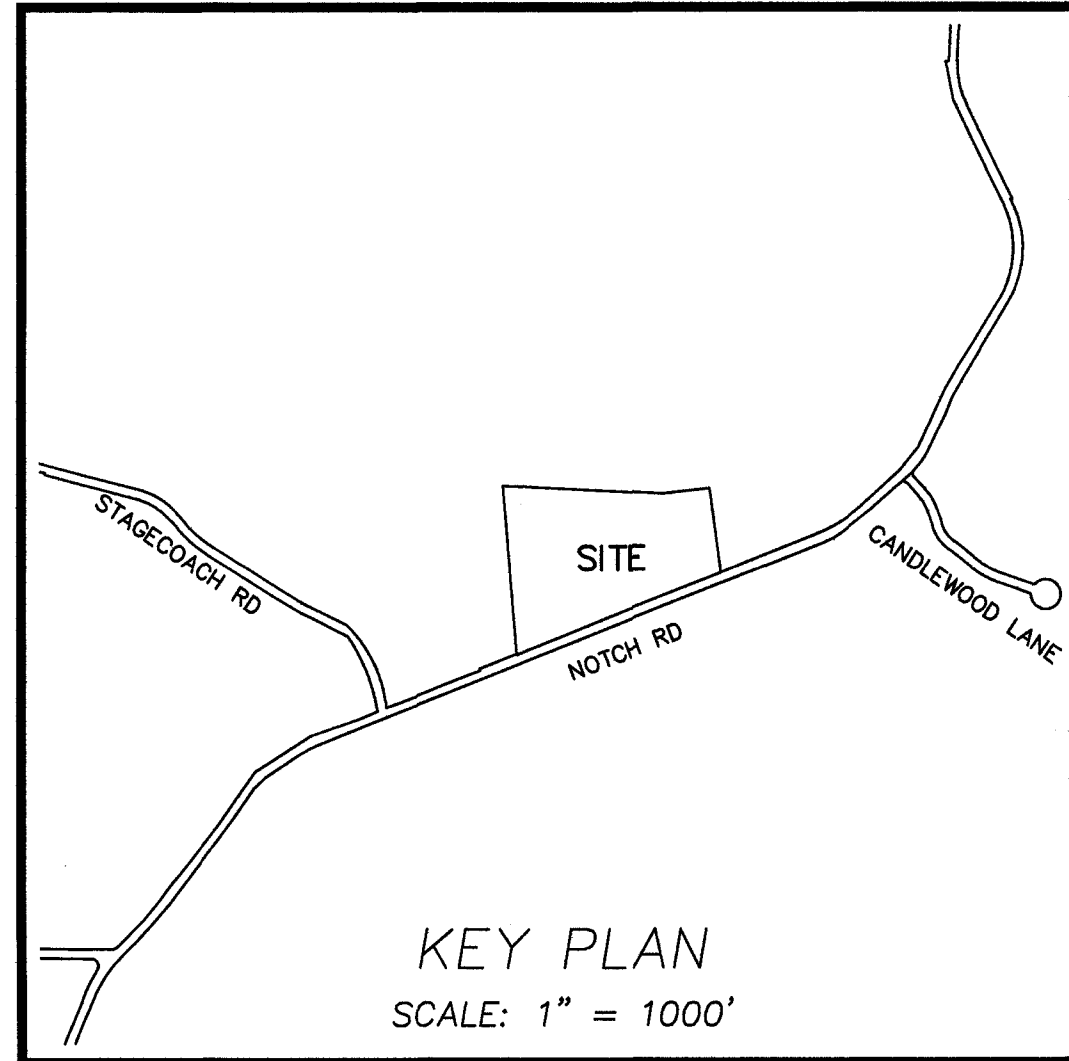 STAGECOACH RD
SITE
CANDLEWOOD LANE
NOTCH RD
KEY PLAN
SCALE: 1" = 1000'